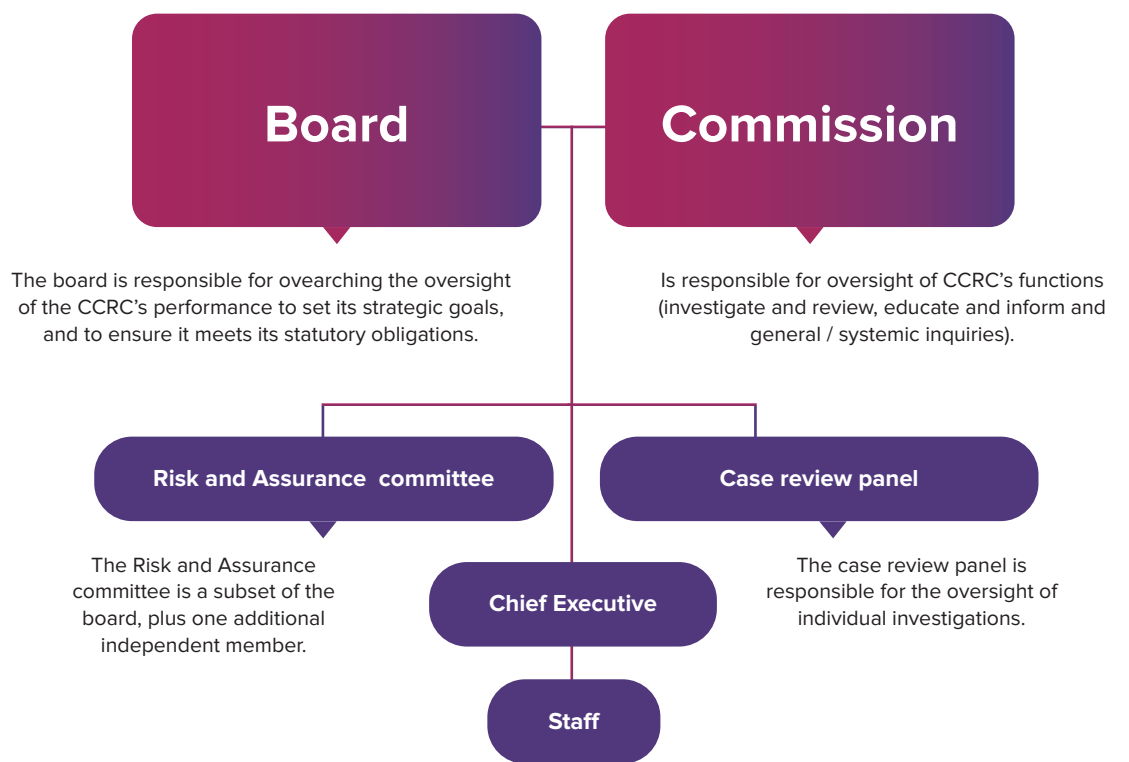 Board
Commission
The board is responsible for ovearching the oversight
of the CCRC’s performance to set its strategic goals,
and to ensure it meets its statutory obligations.
Is responsible for oversight of CCRC’s functions
(investigate and review, educate and inform and
general / systemic inquiries).
Risk and Assurance committee
Case review panel
The Risk and Assurance
committee is a subset of the
board, plus one additional
independent member.
The case review panel is
responsible for the oversight of
individual investigations.
Chief Executive
Staff